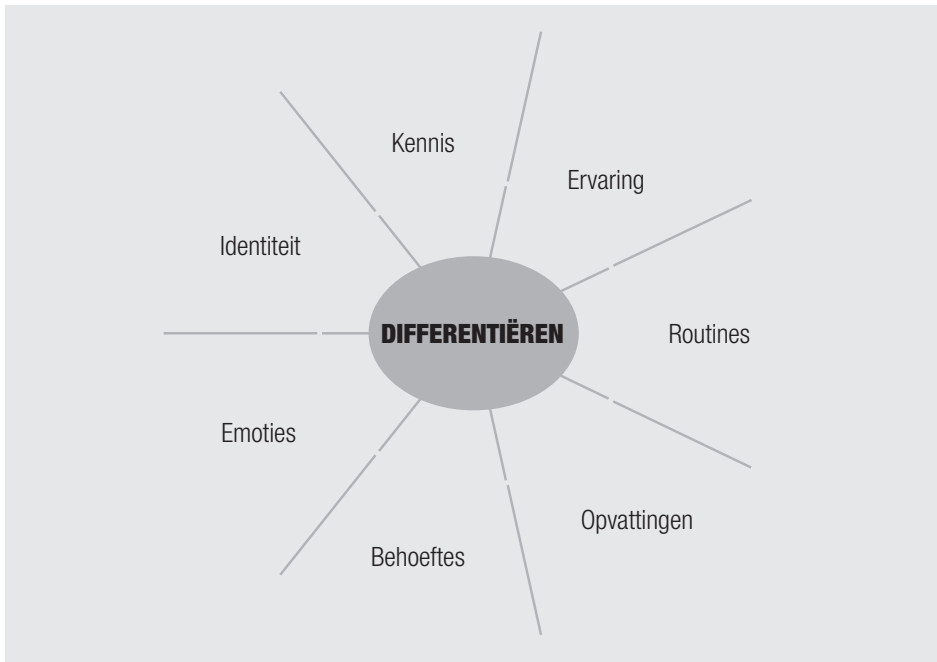 Kennis
Ervaring
Identiteit
DIFFERENTIËREN
Routines
Emoties
Opvattingen
Behoeftes